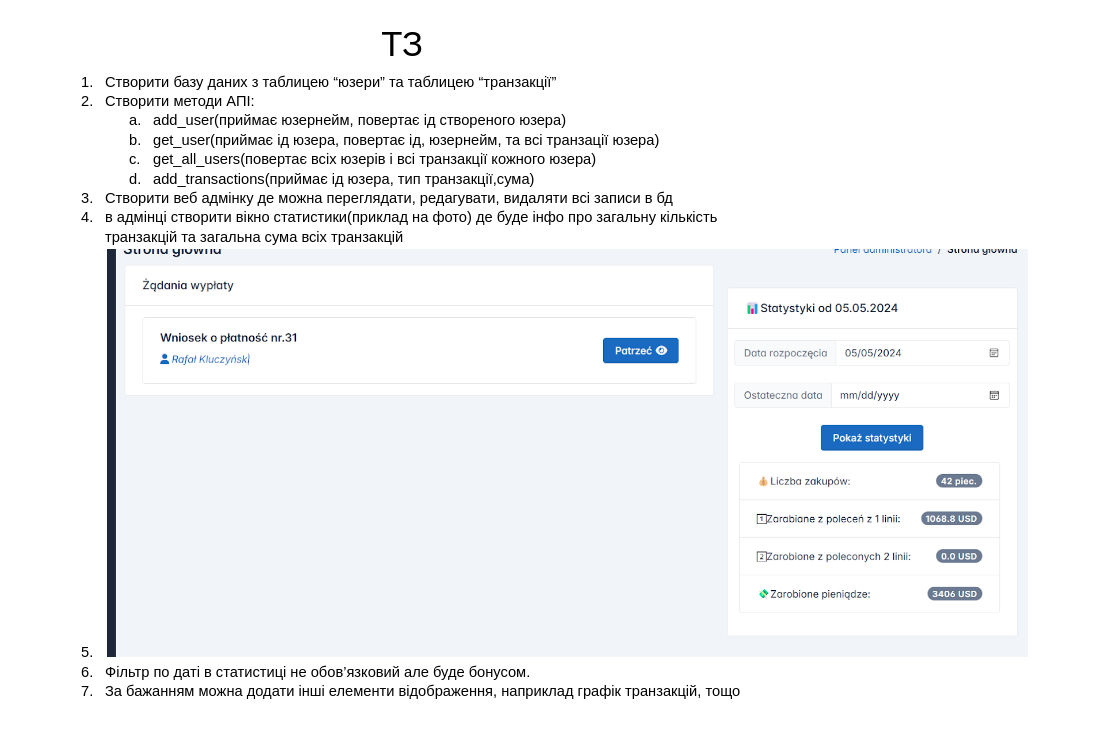 ТЗ
1. Створити базу даних з таблицею “юзери” та таблицею “транзакції”
2. Створити методи АПІ:
a. add_user(приймає юзернейм, повертає ід створеного юзера)
b. get_user(приймає ід юзера, повертає ід, юзернейм, та всі транзації юзера)
c. get_all_users(повертає всіх юзерів і всі транзакції кожного юзера)
d. add_transactions(приймає ід юзера, тип транзакції,сума)
3. Створити веб адмінку де можна переглядати, редагувати, видаляти всі записи в бд
4. в адмінці створити вікно статистики(приклад на фото) де буде інфо про загальну кількість
транзакцій та загальна сума всіх транзакцій
Strona główna
Panel administratora / Strona główna
Żądania wypłaty
Wniosek o płatność nr.31
Rafał Kluczyński
Patrzeć
Statystyki od 05.05.2024
Data rozpoczęcia 05/05/2024
Ostateczna data mm/dd/yyyy
Pokaż statystyki
Liczba zakupów: 42 piec.
1 Zarabiane z poleceń z 1 linii: 1068.8 USD
2 Zarobione z poleconych 2 linii: 0.0 USD
Zarobione pieniądze: 3406 USD
5.
6. Фільтр по даті в статистиці не обов’язковий але буде бонусом.
7. За бажанням можна додати інші елементи відображення, наприклад графік транзакцій, тощо